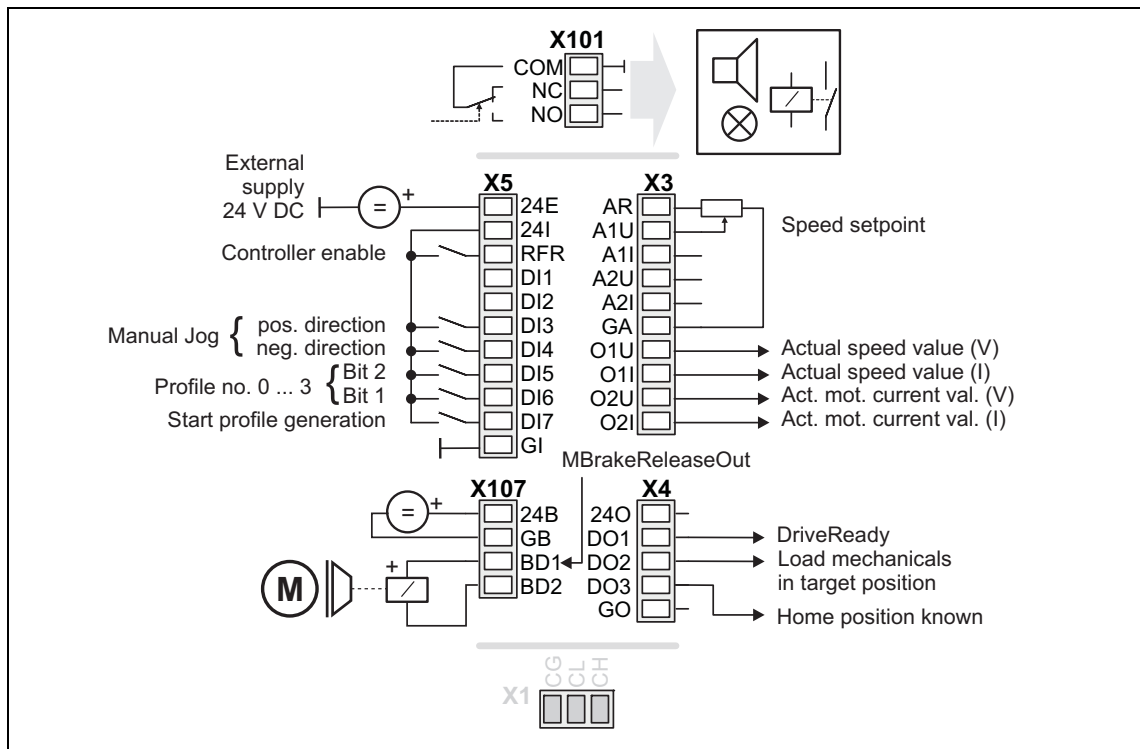 X101
COM
NC
NO
External
supply
24 V DC
+
=
X5
24E
24I
RFR
DI1
DI2
DI3
DI4
DI5
DI6
DI7
GI
Controller enable
Manual Jog { pos. direction
neg. direction
Profile no. 0 ... 3 { Bit 2
Bit 1
Start profile generation
X3
AR
A1U
A1I
A2U
A2I
GA
O1U
O1I
O2U
O2I
Speed setpoint
Actual speed value (V)
Actual speed value (I)
Act. mot. current val. (V)
Act. mot. current val. (I)
MBrakeReleaseOut
X107
=
+
24B
GB
BD1
BD2
M
+
X4
24O
DO1
DO2
DO3
GO
DriveReady
Load mechanicals
in target position
Home position known
X1
CG
CL
CH